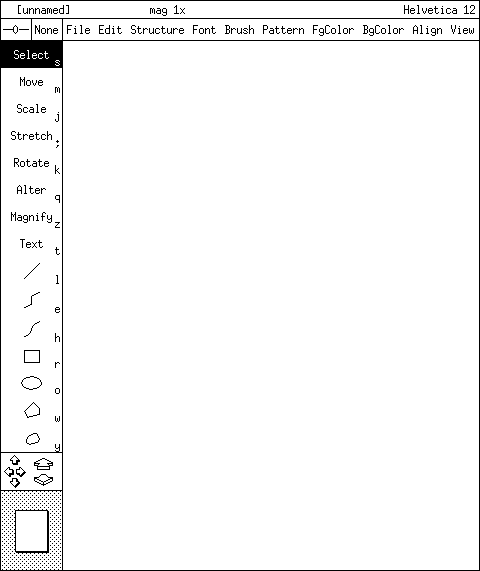 [unnamed] mag 1x Helvetica 12
None File Edit Structure Font Brush Pattern FgColor BgColor Align View
Select s
Move m
Scale j
Stretch ;
Rotate k
Alter q
Magnify z
Text t
l
e
h
r
o
w
y